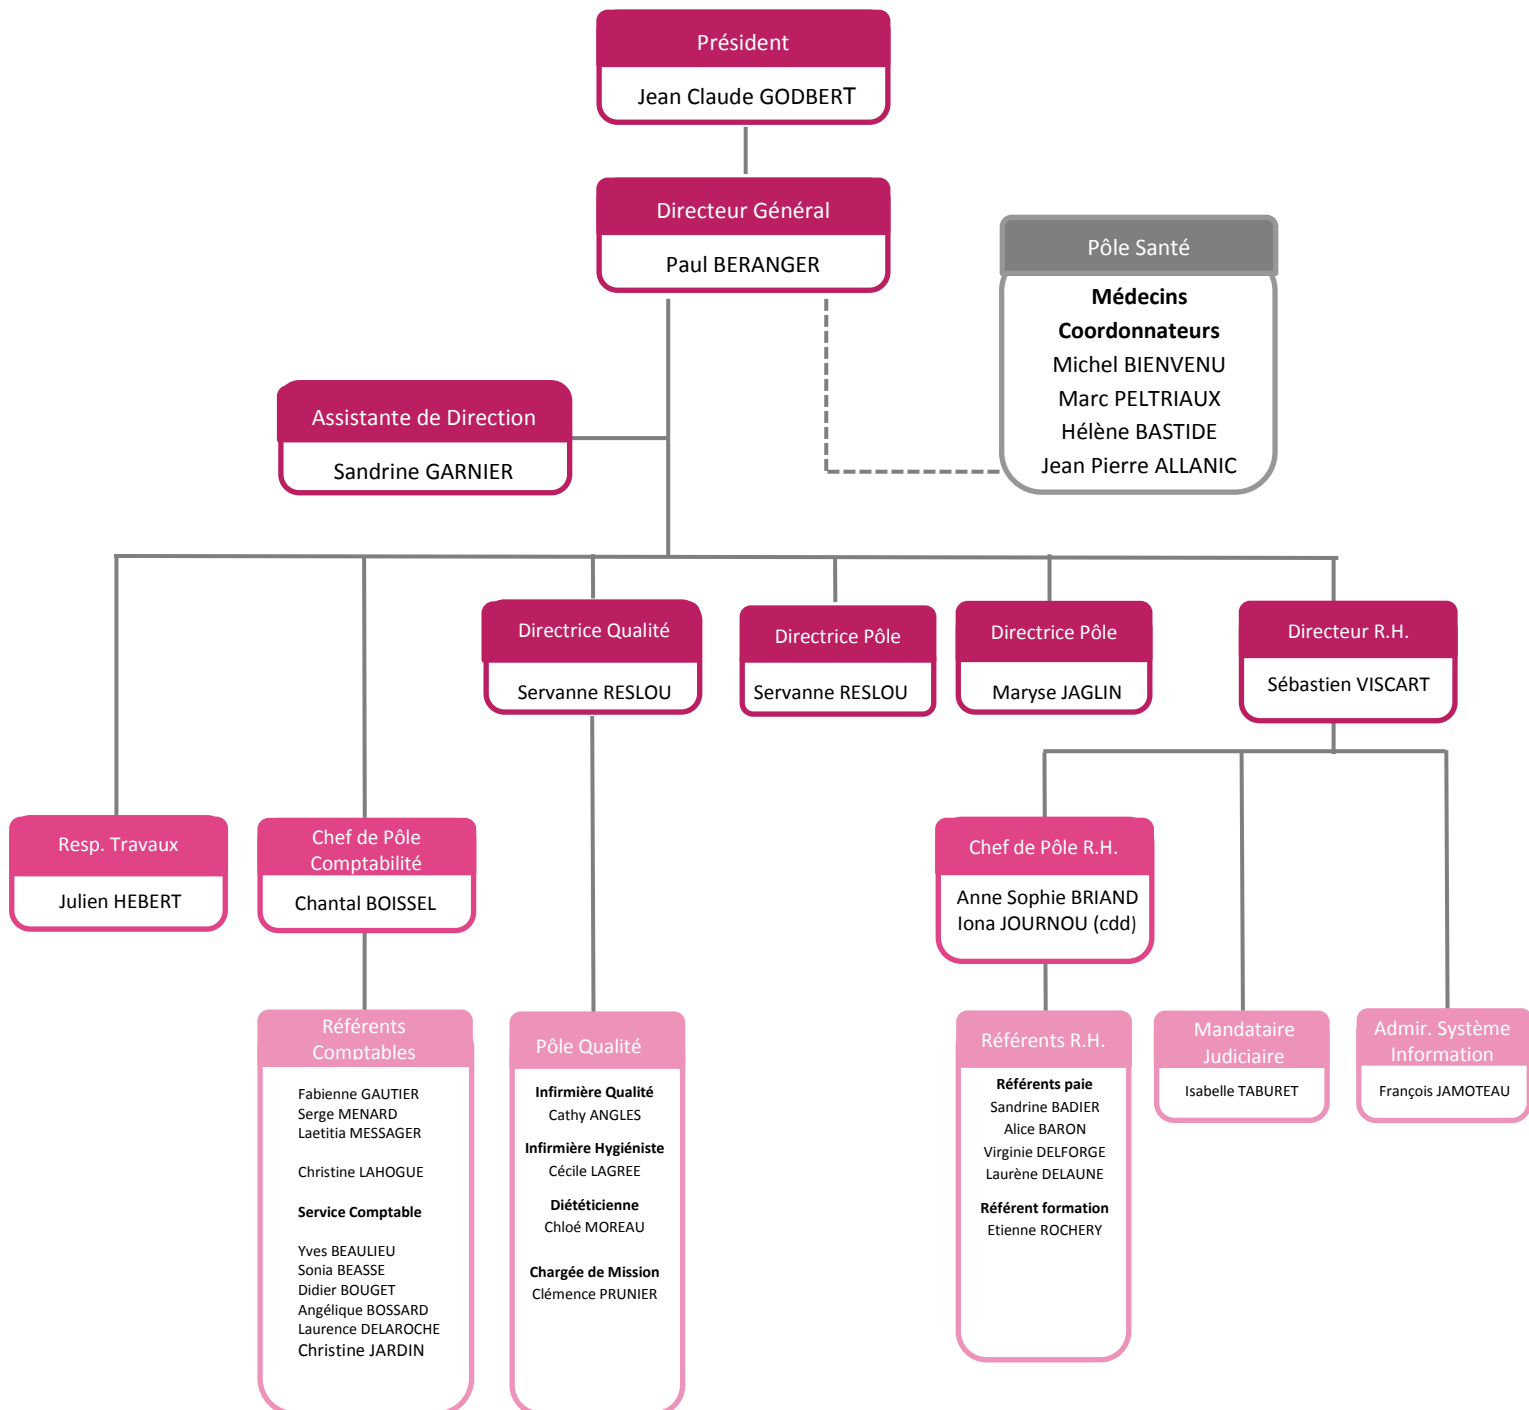 Président
Jean Claude GODBERT
Directeur Général
Paul BERANGER
Pôle Santé
Médecins
Coordonnateurs
Michel BIENVENU
Marc PELTRIAUX
Hélène BASTIDE
Jean Pierre ALLANIC
Assistante de Direction
Sandrine GARNIER
Directrice Qualité
Servanne RESLOU
Directrice Pôle
Servanne RESLOU
Directrice Pôle
Maryse JAGLIN
Directeur R.H.
Sébastien VISCART
Resp. Travaux
Julien HEBERT
Chef de Pôle
Comptabilité
Chantal BOISSEL
Chef de Pôle R.H.
Anne Sophie BRIAND
Iona JOURNOU (cdd)
Référents
Comptables
Fabienne GAUTIER
Serge MENARD
Laetitia MESSAGER
Christine LAHOGUE
Service Comptable
Yves BEAULIEU
Sonia BEASSE
Didier BOUGET
Angélique BOSSARD
Laurence DELAROCHE
Christine JARDIN
Pôle Qualité
Infirmière Qualité
Cathy ANGLES
Infirmière Hygiéniste
Cécile LAGREE
Diététicienne
Chloé MOREAU
Chargée de Mission
Clémence PRUNIER
Référents R.H.
Référents paie
Sandrine BADIER
Alice BARON
Virginie DELFORGE
Laurène DELAUNE
Référent formation
Etienne ROCHERY
Mandataire
Judiciaire
Isabelle TABURET
Admir. Système
Information
François JAMOTEAU